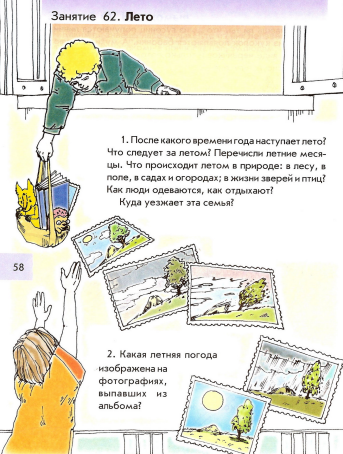 Занятие 62. Лето
1. После какого времени года наступает лето?
Что следует за летом? Перечисли летние меся-
цы. Что происходит летом в природе: в лесу, в
поле, в садах и огородах; в жизни зверей и птиц?
Как люди одеваются, как отдыхают?
Куда уезжает эта семья?
58
2. Какая летняя погода
изображена на
фотографиях,
выпавших из
альбома?